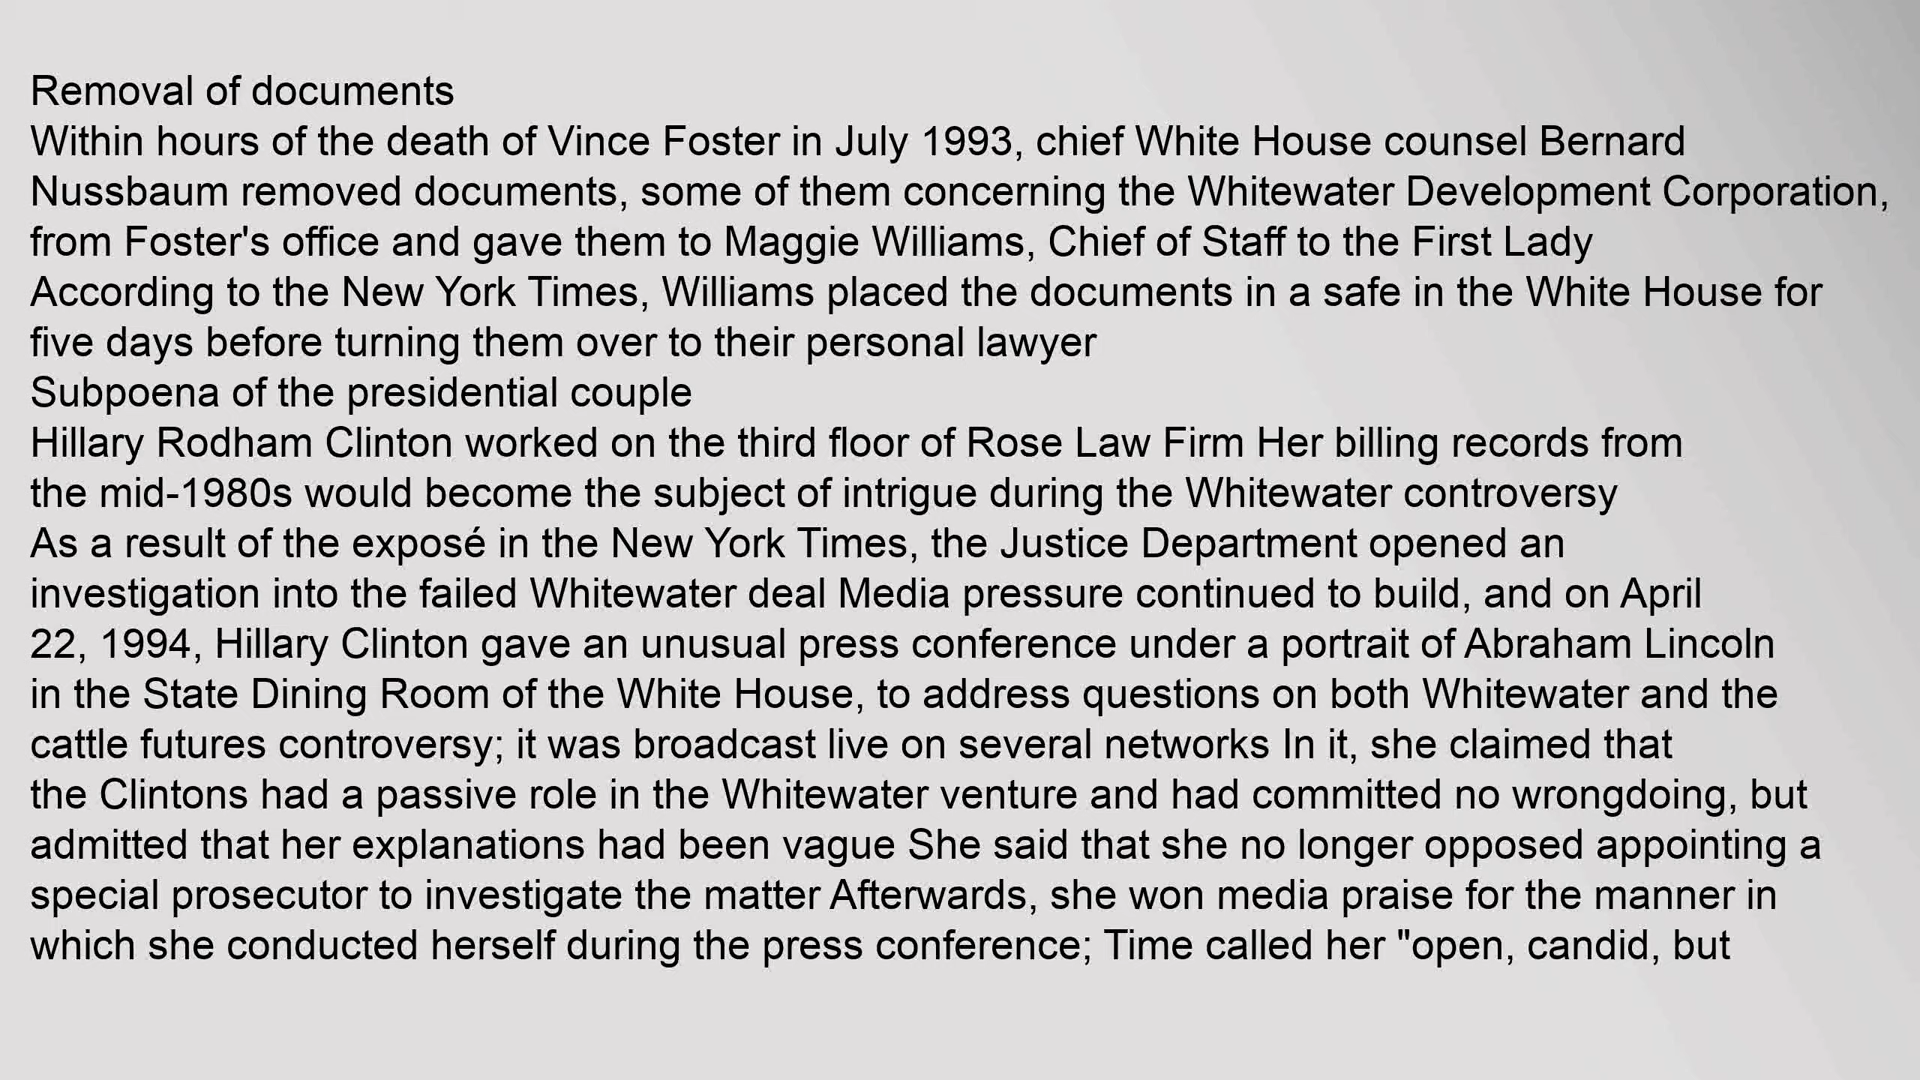 Removal of documents
Within hours of the death of Vince Foster in July 1993, chief White House counsel Bernard
Nussbaum removed documents, some of them concerning the Whitewater Development Corporation,
from Foster's office and gave them to Maggie Williams, Chief of Staff to the First Lady
According to the New York Times, Williams placed the documents in a safe in the White House for
five days before turning them over to their personal lawyer
Subpoena of the presidential couple
Hillary Rodham Clinton worked on the third floor of Rose Law Firm Her billing records from
the mid-1980s would become the subject of intrigue during the Whitewater controversy
As a result of the exposé in the New York Times, the Justice Department opened an
investigation into the failed Whitewater deal Media pressure continued to build, and on April
22, 1994, Hillary Clinton gave an unusual press conference under a portrait of Abraham Lincoln
in the State Dining Room of the White House, to address questions on both Whitewater and the
cattle futures controversy; it was broadcast live on several networks In it, she claimed that
the Clintons had a passive role in the Whitewater venture and had committed no wrongdoing, but
admitted that her explanations had been vague She said that she no longer opposed appointing a
special prosecutor to investigate the matter Afterwards, she won media praise for the manner in
which she conducted herself during the press conference; Time called her "open, candid, but